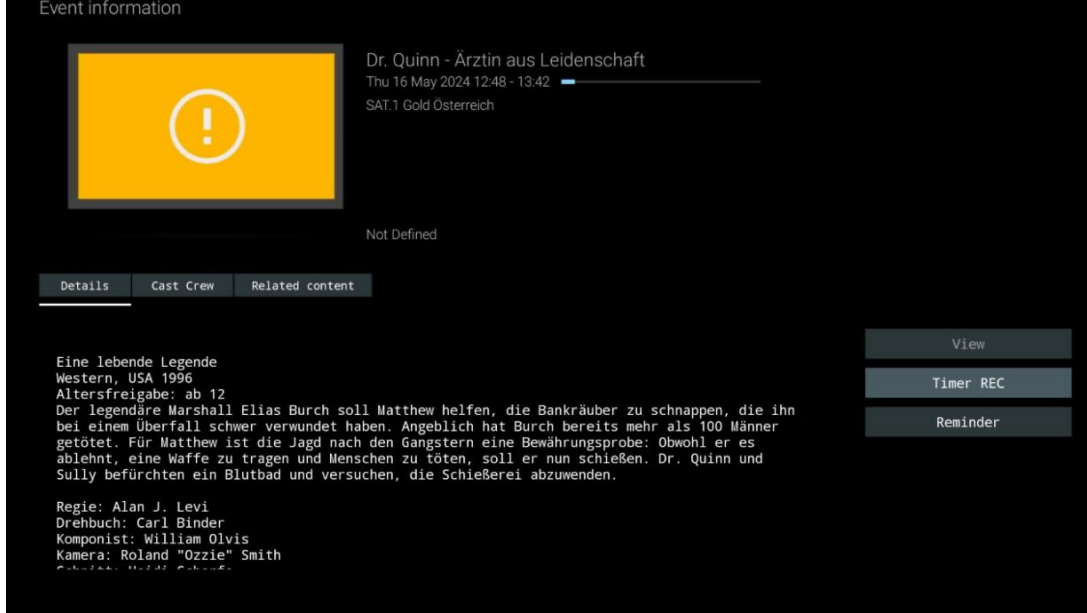 Event information
Dr. Quinn - Ärztin aus Leidenschaft
Thu 16 May 2024 12:48 - 13:42
SAT.1 Gold Österreich
Not Defined
Details
Cast Crew
Related content
View
Timer REC
Reminder
Eine lebende Legende
Western, USA 1996
Altersfreigabe: ab 12
Der legendäre Marshall Elias Burch soll Matthew helfen, die Bankräuber zu schnappen, die ihn
bei einem Überfall schwer verwundet haben. Angeblich hat Burch bereits mehr als 100 Männer
getötet. Für Matthew ist die Jagd nach den Gangstern eine Bewährungsprobe: Obwohl er es
ablehnt, eine Waffe zu tragen und Menschen zu töten, soll er nun schießen. Dr. Quinn und
Sully befürchten ein Blutbad und versuchen, die Schießerei abzuwenden.
Regie: Alan J. Levi
Drehbuch: Carl Binder
Komponist: William Olvis
Kamera: Roland "Ozzie" Smith